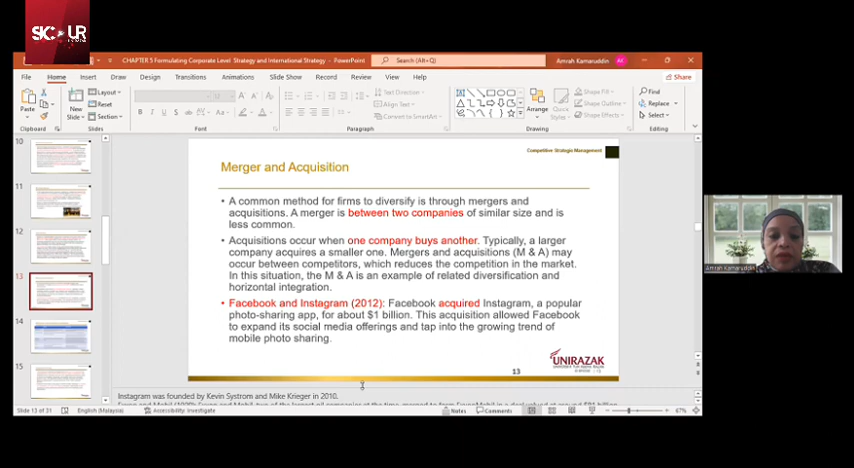 SIC UR
CHAPTER 5 Formulating Corporate Level Strategy and International Strategy - PowerPoint
Search (Alt+Q)
Amrah Kamaruddin
AK
File Home Insert Draw Design Transitions Animations Slide Show Record Review View Help
Share
Paste
New
Slide
Layout
Reset
Section
Text Direction
Align Text
Convert to SmartArt
Arrange
Quick
Styles
Shape Fill
Shape Outline
Shape Effects
Find
Replace
Select
Clipboard
Slides
Font
Paragraph
Drawing
Editing
10
11
12
13
14
15
Competitive Strategic Management
Merger and Acquisition
• A common method for firms to diversify is through mergers and
acquisitions. A merger is between two companies of similar size and is
less common.
• Acquisitions occur when one company buys another. Typically, a larger
company acquires a smaller one. Mergers and acquisitions (M & A) may
occur between competitors, which reduces the competition in the market.
In this situation, the M & A is an example of related diversification and
horizontal integration.
• Facebook and Instagram (2012): Facebook acquired Instagram, a popular
photo-sharing app, for about $1 billion. This acquisition allowed Facebook
to expand its social media offerings and tap into the growing trend of
mobile photo sharing.
UNIRAZAK
13
Instagram was founded by Kevin Systrom and Mike Krieger in 2010.
Slide 13 of 31
English (Malaysia)
Accessibility: Investigate
Notes
Comments
67%
Amrah Kamaruddin